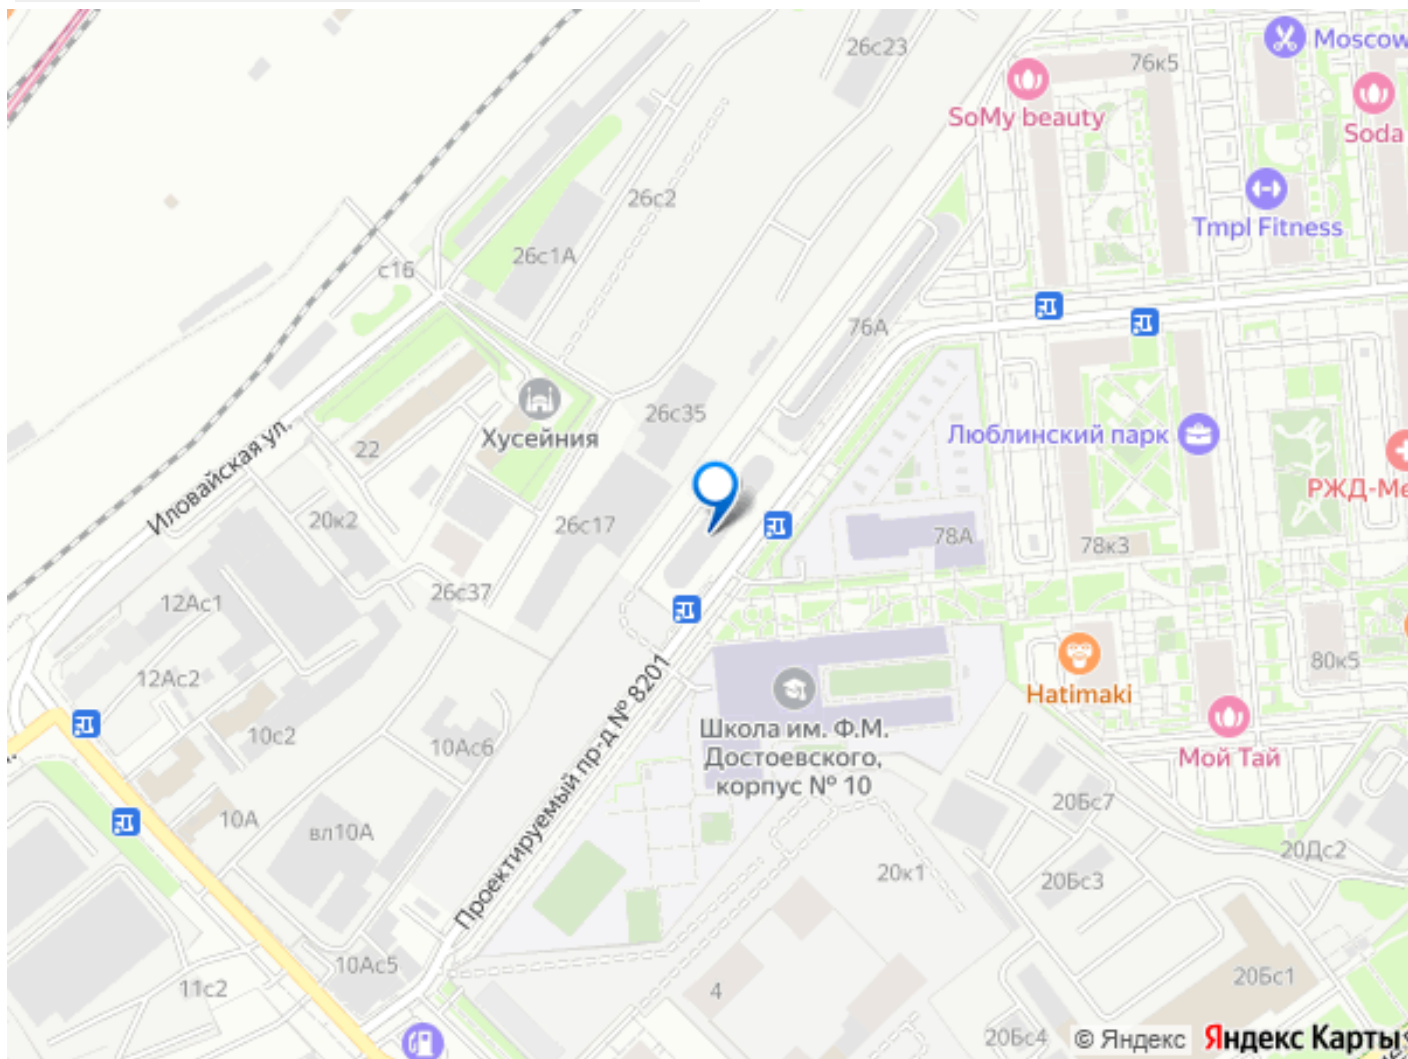 26с23
76к5
Moscow
SoMy beauty
Soda
26с2
Tmpl Fitness
26с1А
с16
76А
26с35
Хусейния
22
Люблинский парк
Иловайская ул.
РЖД-Ме
20к2
26с17
78А
78к3
26с37
12Ас1
12Ас2
80к5
Hatimaki
10с2
10Ас6
Проектируемый пр-д № 8201
Школа им. Ф.М.
Достоевского,
корпус № 10
Мой Тай
20Бс7
10А
вл10А
20Дс2
20к1
20Бс3
10Ас5
11с2
4
20Бс1
20Бс4
© Яндекс
Яндекс Карты